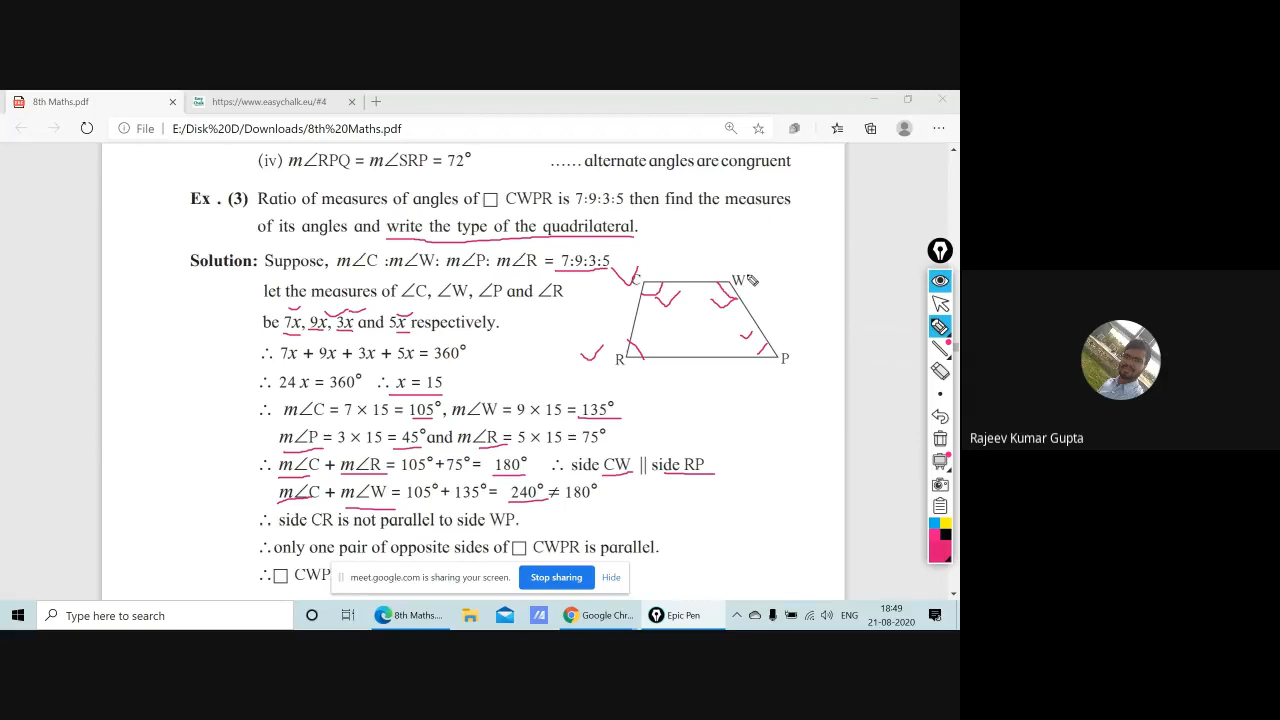 8th Maths.pdf
https://www.easychalk.eu/#4
File E:/Disk%20D/Downloads/8th%20Maths.pdf
(iv) m∠RPQ = m∠SRP = 72° ...... alternate angles are congruent
Ex . (3) Ratio of measures of angles of □ CWPR is 7:9:3:5 then find the measures
of its angles and write the type of the quadrilateral.
Solution: Suppose, m∠C :m∠W: m∠P: m∠R = 7:9:3:5
let the measures of ∠C, ∠W, ∠P and ∠R
be 7x, 9x, 3x and 5x respectively.
∴ 7x + 9x + 3x + 5x = 360°
∴ 24 x = 360° ∴ x = 15
∴ m∠C = 7 × 15 = 105°, m∠W = 9 × 15 = 135°
m∠P = 3 × 15 = 45° and m∠R = 5 × 15 = 75°
∴ m∠C + m∠R = 105°+75°= 180° ∴ side CW || side RP
m∠C + m∠W = 105°+ 135°= 240° ≠ 180°
∴ side CR is not parallel to side WP.
∴ only one pair of opposite sides of □ CWPR is parallel.
∴ □ CWP
C W
R P
meet.google.com is sharing your screen. Stop sharing Hide
Rajeev Kumar Gupta
Type here to search
8th Maths....
Google Chr...
Epic Pen
ENG
18:49
21-08-2020